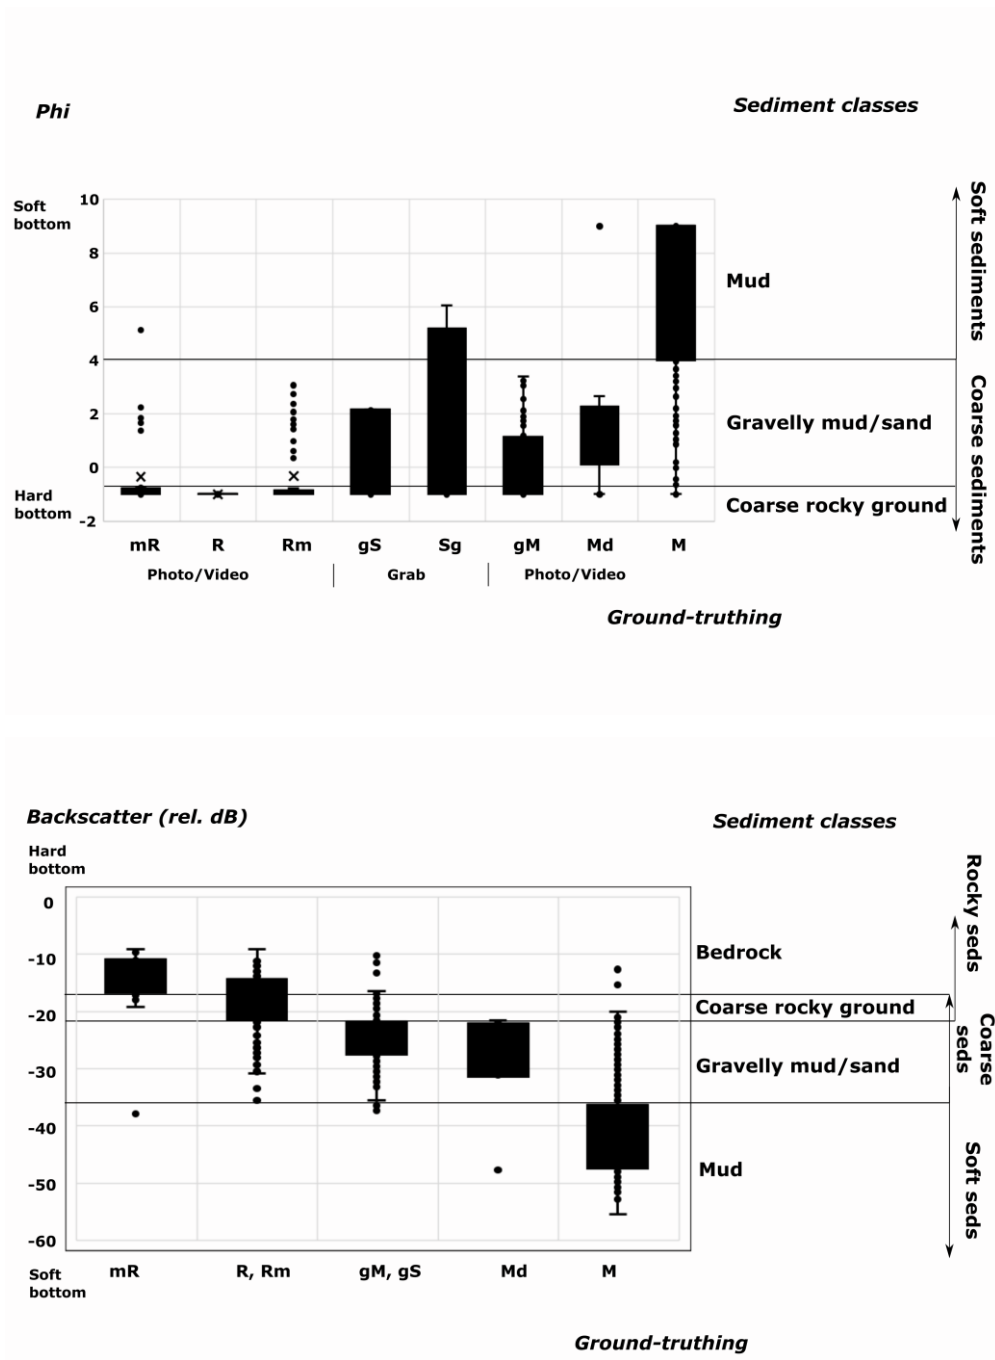 Phi
Sediment classes
Soft
bottom
10
8
6
4
2
0
-2
Hard
bottom
Mud
Gravelly mud/sand
Coarse rocky ground
Soft sediments
Coarse sediments
mR R Rm gS Sg gM Md M
Photo/Video Grab Photo/Video
Ground-truthing
Backscatter (rel. dB)
Sediment classes
Hard
bottom
0
-10
-20
-30
-40
-50
-60
Soft
bottom
Bedrock
Coarse rocky ground
Gravelly mud/sand
Mud
Rocky seds
Coarse
seds
Soft seds
mR R, Rm gM, gS Md M
Ground-truthing